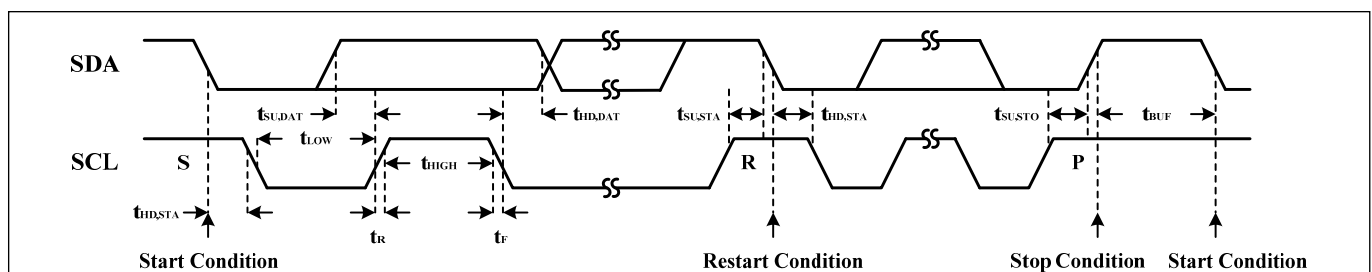 SDA
tSU,DAT
tHD,DAT
tSU,STA
tHD,STA
tSU,STO
tBUF
tLOW
SCL
S
tHIGH
R
P
tHD,STA
tR
tF
Start Condition
Restart Condition
Stop Condition
Start Condition